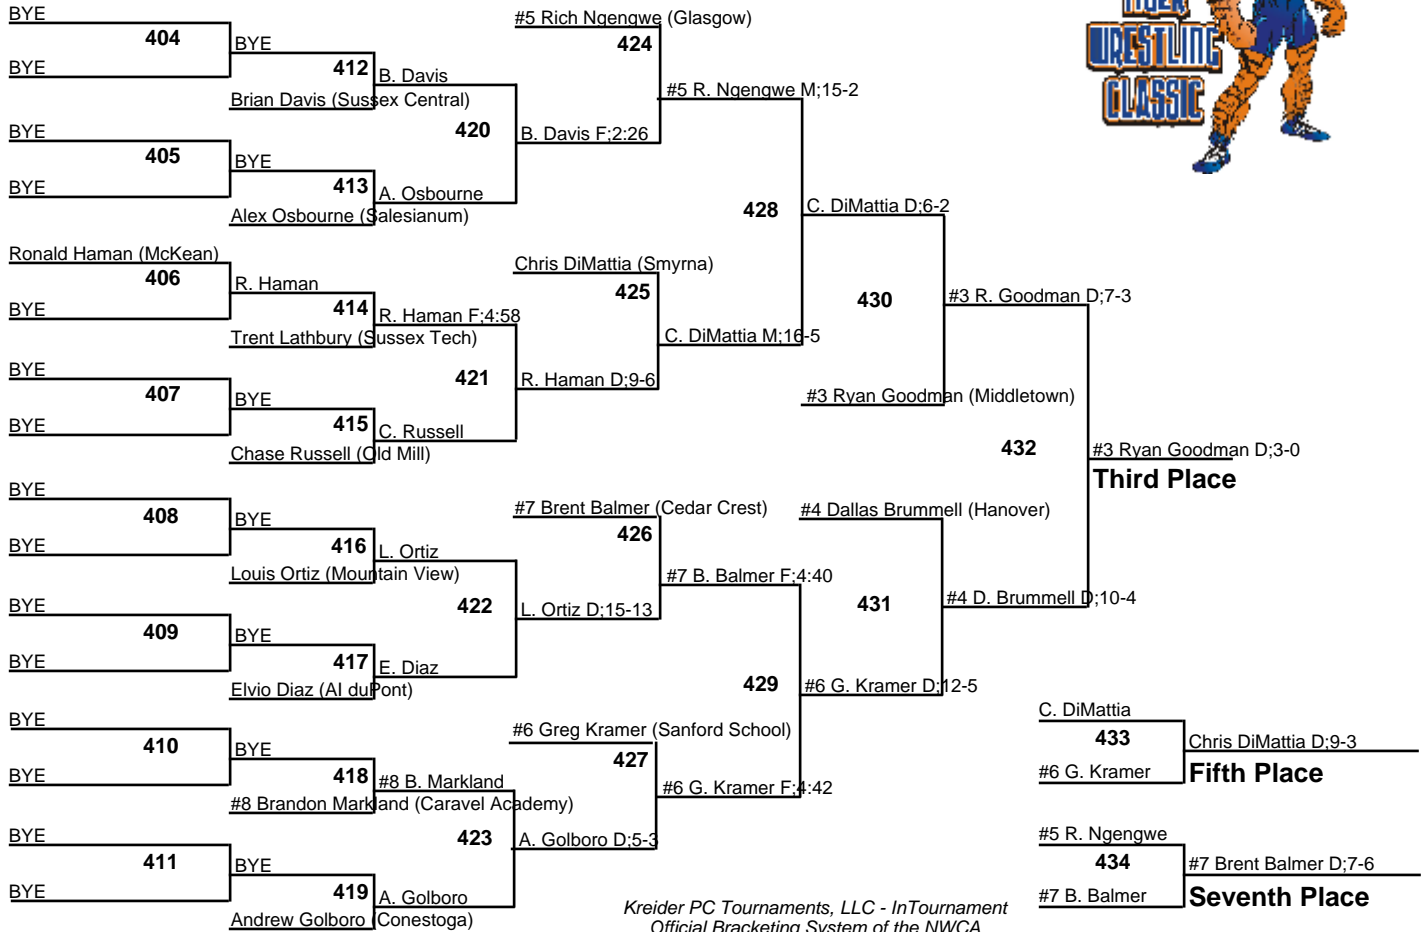 BYE
404
BYE
BYE
412
B. Davis
Brian Davis (Sussex Central)
420
B. Davis F;2:26
BYE
405
BYE
BYE
413
A. Osbourne
Alex Osbourne (Salesianum)
#5 Rich Ngengwe (Glasgow)
424
#5 R. Ngengwe M;15-2
Ronald Haman (McKean)
406
R. Haman
BYE
414
R. Haman F;4:58
Trent Lathbury (Sussex Tech)
421
R. Haman D;9-6
BYE
407
BYE
BYE
415
C. Russell
Chase Russell (Old Mill)
Chris DiMattia (Smyrna)
425
C. DiMattia M;16-5
428
C. DiMattia D;6-2
430
#3 R. Goodman D;7-3
#3 Ryan Goodman (Middletown)
432
#3 Ryan Goodman D;3-0
Third Place
BYE
408
BYE
BYE
416
L. Ortiz
Louis Ortiz (Mountain View)
422
L. Ortiz D;15-13
BYE
409
BYE
BYE
417
E. Diaz
Elvio Diaz (AI duPont)
#7 Brent Balmer (Cedar Crest)
426
#7 B. Balmer F;4:40
#4 Dallas Brummell (Hanover)
431
#4 D. Brummell D;10-4
429
#6 G. Kramer D;12-5
BYE
410
BYE
BYE
418
#8 B. Markland
#8 Brandon Markland (Caravel Academy)
423
A. Golboro D;5-3
BYE
411
BYE
BYE
419
A. Golboro
Andrew Golboro (Conestoga)
#6 Greg Kramer (Sanford School)
427
#6 G. Kramer F;4:42
C. DiMattia
433
Chris DiMattia D;9-3
#6 G. Kramer
Fifth Place
#5 R. Ngengwe
434
#7 Brent Balmer D;7-6
#7 B. Balmer
Seventh Place
Kreider PC Tournaments, LLC - InTournament
Official Bracketing System of the NWCA
TIGER
WRESTLING
CLASSIC